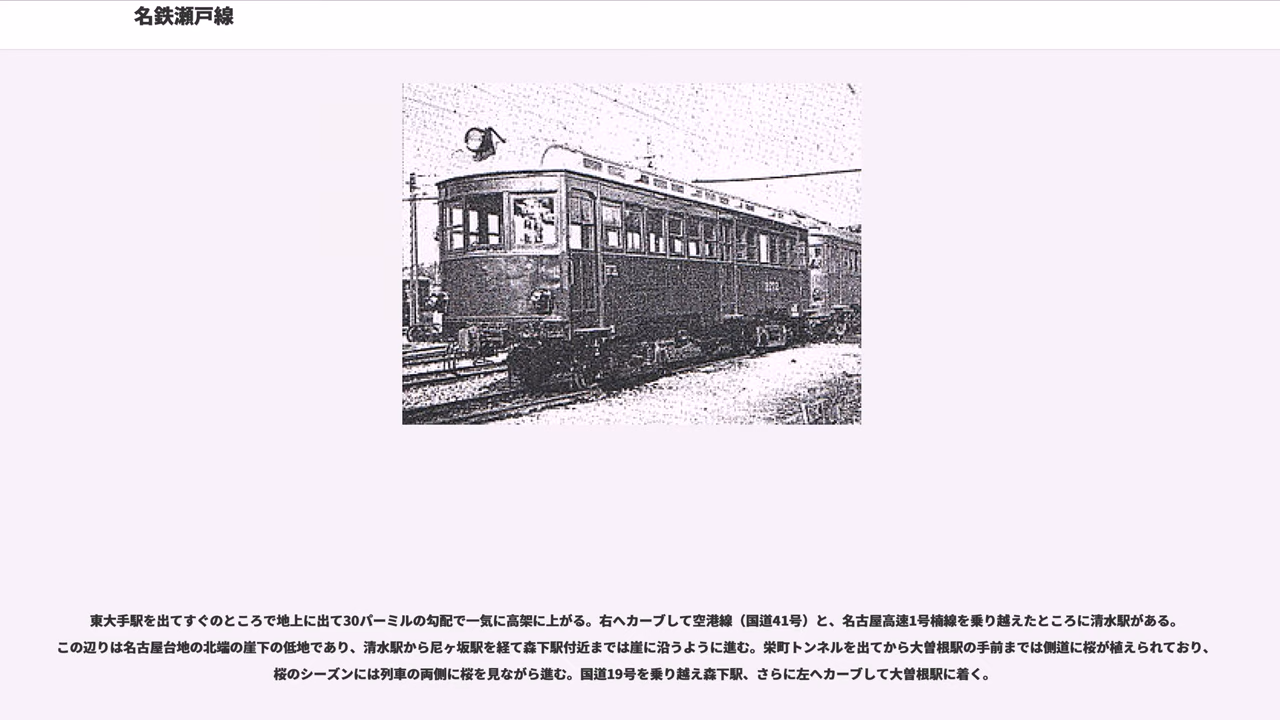 名鉄瀬戸線
東大手駅を出てすぐのところで地上に出て30パーミルの勾配で一気に高架に上がる。右へカーブして空港線（国道41号）と、名古屋高速1号楠線を乗り越えたところに清水駅がある。
この辺りは名古屋台地の北端の崖下の低地であり、清水駅から尼ヶ坂駅を経て森下駅付近までは崖に沿うように進む。栄町トンネルを出てから大曽根駅の手前までは側道に桜が植えられており、
桜のシーズンには列車の両側に桜を見ながら進む。国道19号を乗り越え森下駅、さらに左へカーブして大曽根駅に着く。